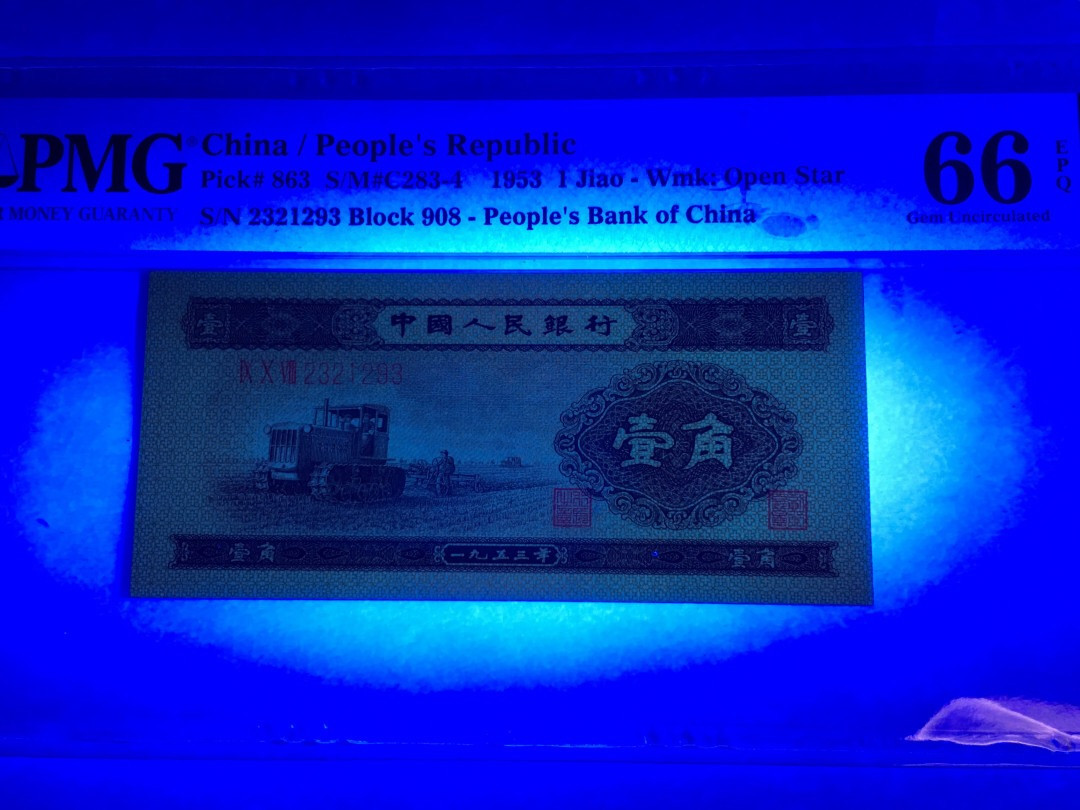 PMG
China / People's Republic
Pick# 863 S/M#C283-4 1953 1 Jiao - Wmk: Open Star
MONEY GUARANTY
S/N 2321293 Block 908 - People's Bank of China
66
EPQ
Gem Uncirculated
壹 中國人民銀行 壹
IX X VIII 2321293
壹角
壹角 一九五三年 壹角